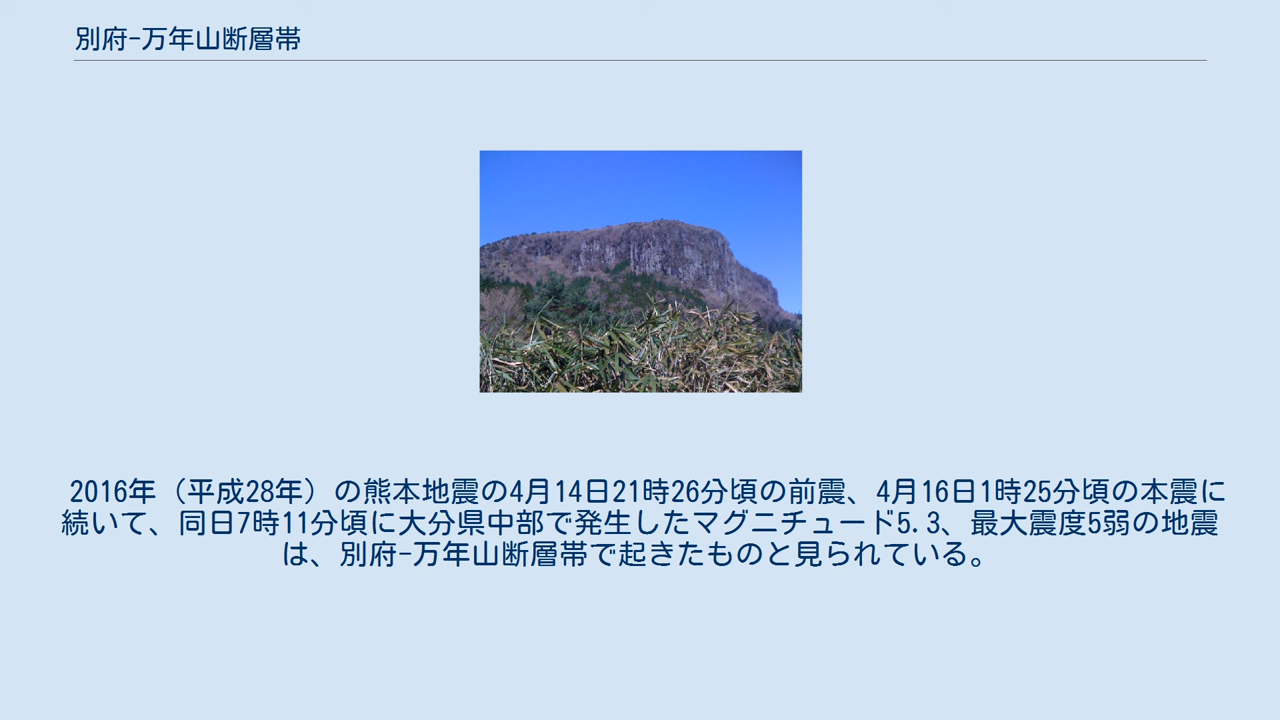 別府-万年山断層帯
2016年（平成28年）の熊本地震の4月14日21時26分頃の前震、4月16日1時25分頃の本震に
続いて、同日7時11分頃に大分県中部で発生したマグニチュード5.3、最大震度5弱の地震
は、別府-万年山断層帯で起きたものと見られている。